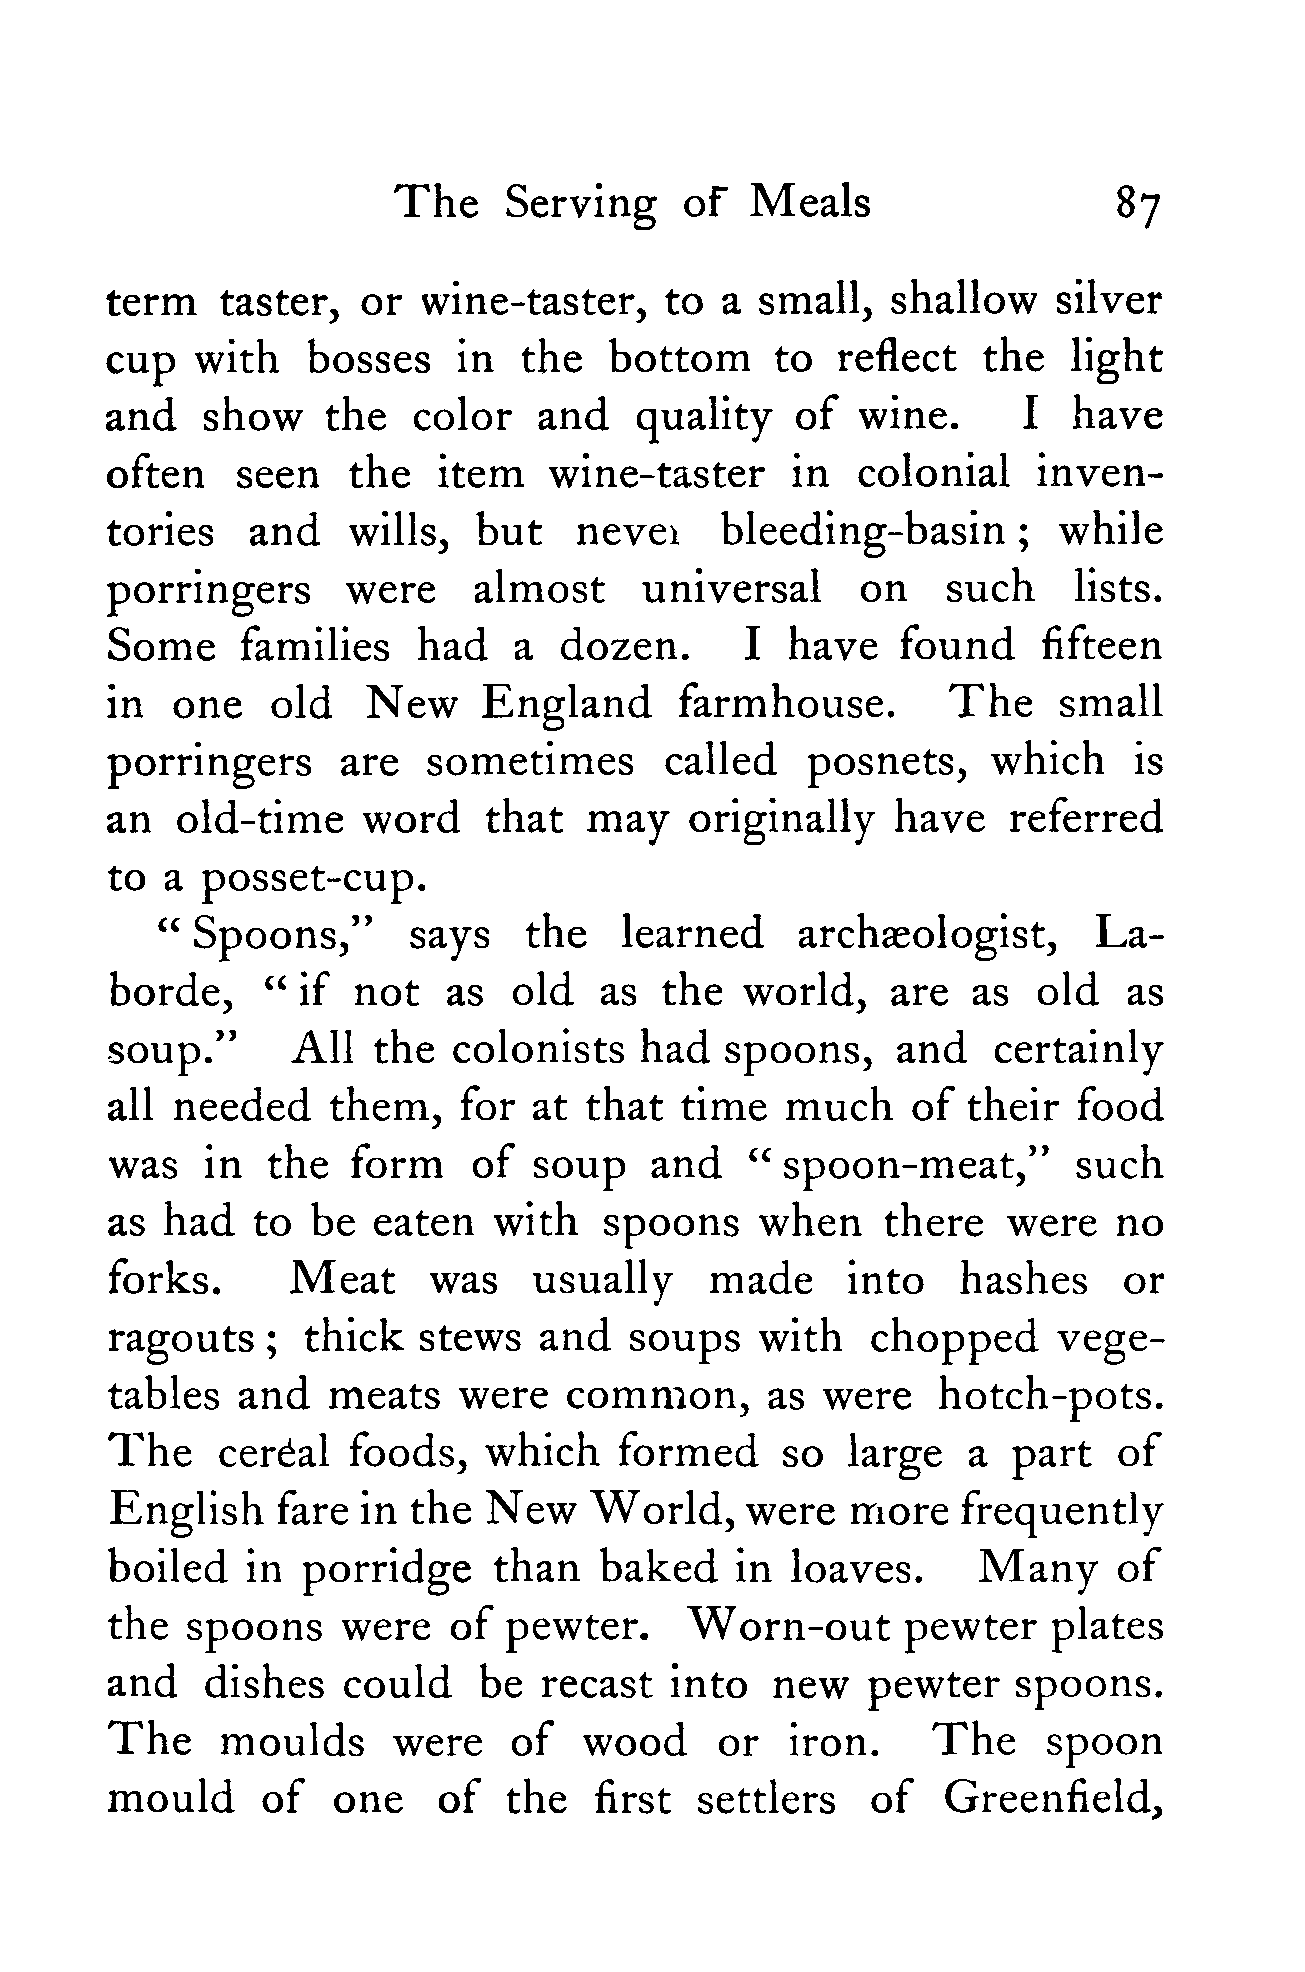 The Serving of Meals 87
term taster, or wine-taster, to a small, shallow silver
cup with bosses in the bottom to reflect the light
and show the color and quality of wine. I have
often seen the item wine-taster in colonial inven-
tories and wills, but never bleeding-basin ; while
porringers were almost universal on such lists.
Some families had a dozen. I have found fifteen
in one old New England farmhouse. The small
porringers are sometimes called posnets, which is
an old-time word that may originally have referred
to a posset-cup.
“ Spoons,” says the learned archæologist, La-
borde, “ if not as old as the world, are as old as
soup.” All the colonists had spoons, and certainly
all needed them, for at that time much of their food
was in the form of soup and “ spoon-meat,” such
as had to be eaten with spoons when there were no
forks. Meat was usually made into hashes or
ragouts ; thick stews and soups with chopped vege-
tables and meats were common, as were hotch-pots.
The cereal foods, which formed so large a part of
English fare in the New World, were more frequently
boiled in porridge than baked in loaves. Many of
the spoons were of pewter. Worn-out pewter plates
and dishes could be recast into new pewter spoons.
The moulds were of wood or iron. The spoon
mould of one of the first settlers of Greenfield,